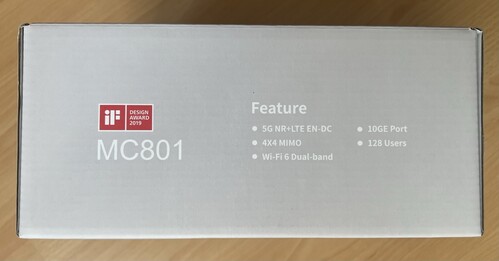 iF
DESIGN
AWARD
2019
MC801
Feature
5G NR+LTE EN-DC
4X4 MIMO
Wi-Fi 6 Dual-band
10GE Port
128 Users